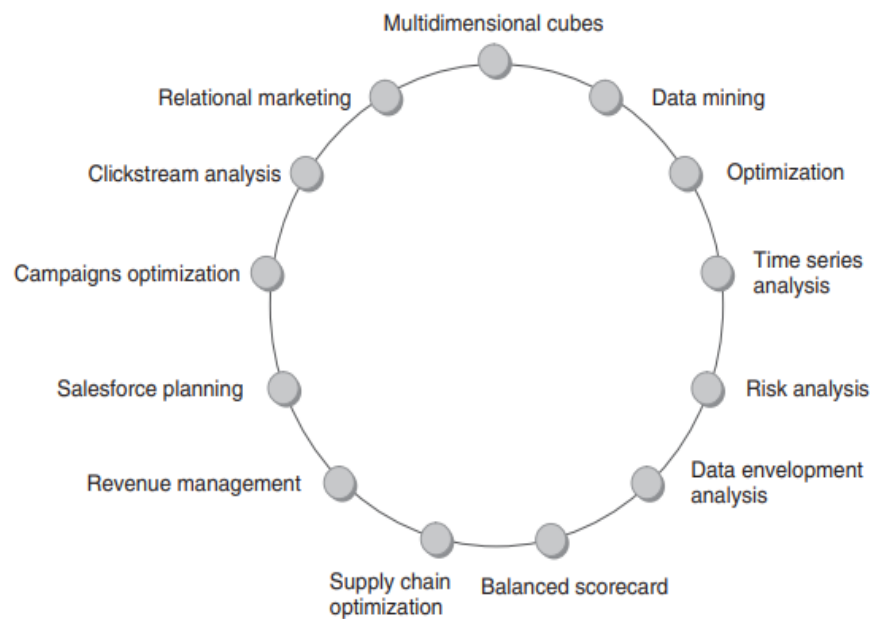 Multidimensional cubes
Relational marketing
Data mining
Clickstream analysis
Optimization
Campaigns optimization
Time series
analysis
Salesforce planning
Risk analysis
Revenue management
Data envelopment
analysis
Supply chain
optimization
Balanced scorecard